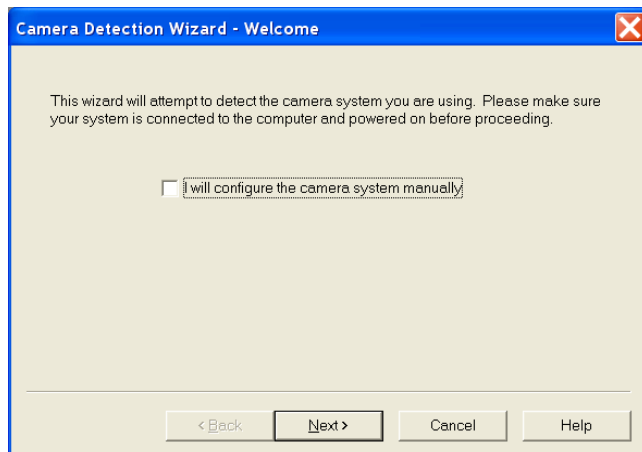 Camera Detection Wizard - Welcome
This wizard will attempt to detect the camera system you are using. Please make sure
your system is connected to the computer and powered on before proceeding.
I will configure the camera system manually
< Back Next > Cancel Help